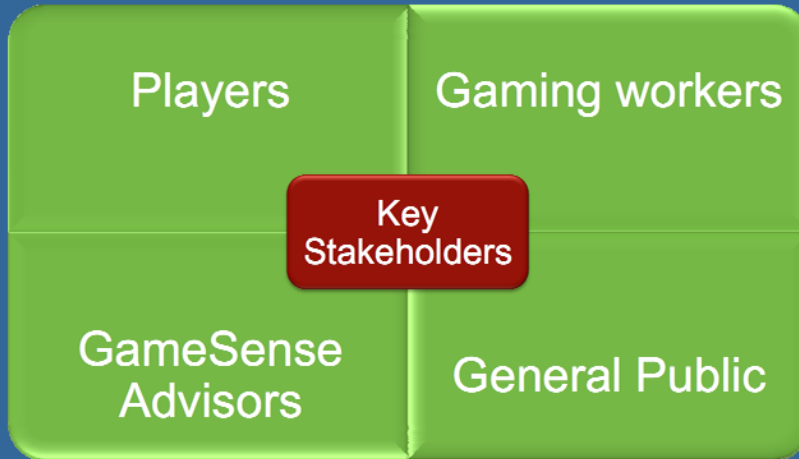 Players
Gaming workers
Key
Stakeholders
GameSense
Advisors
General Public